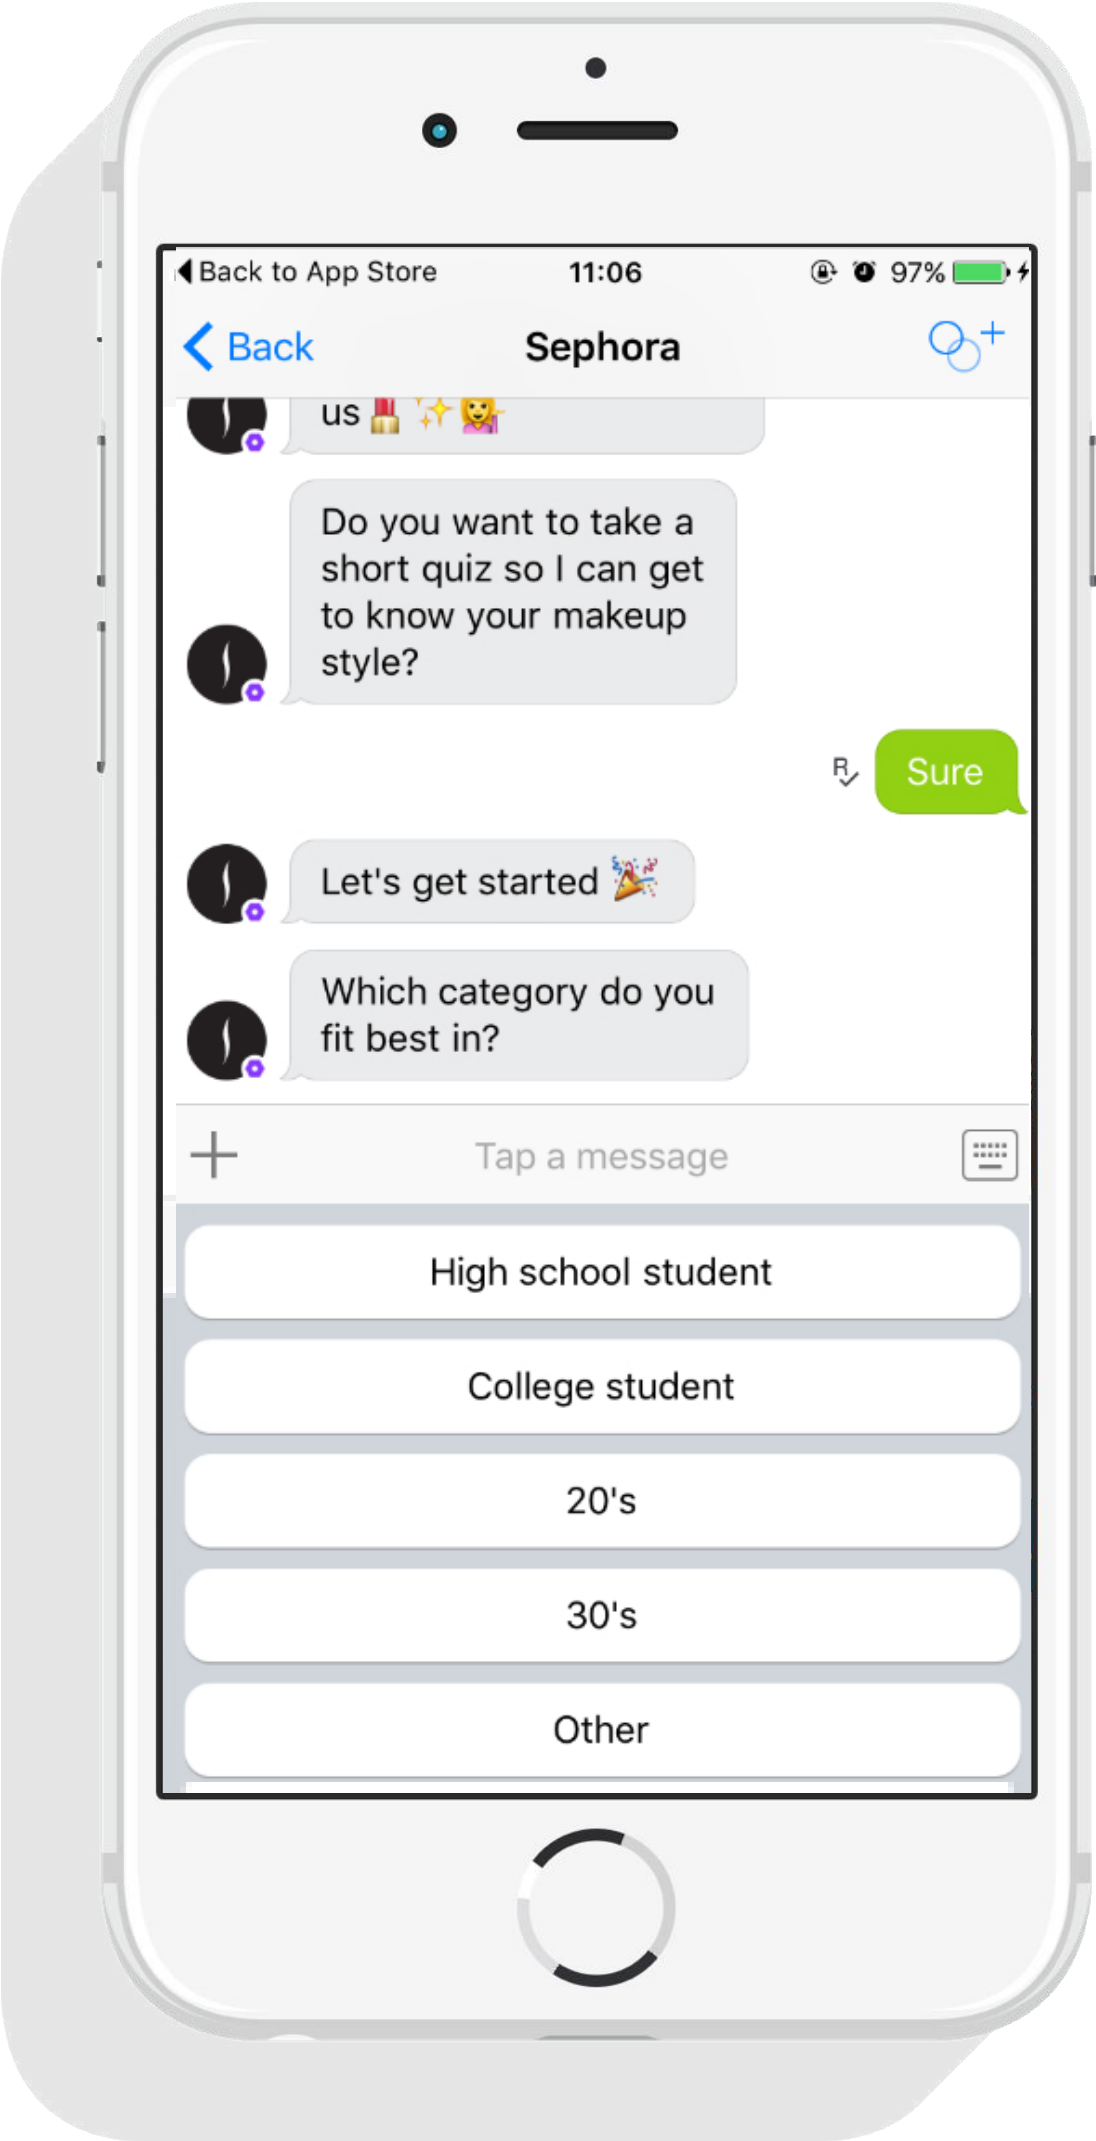 Back to App Store 11:06 97%
Back Sephora
us 💄✨💁
Do you want to take a
short quiz so I can get
to know your makeup
style?
R Sure
Let's get started 🎉
Which category do you
fit best in?
Tap a message
High school student
College student
20's
30's
Other